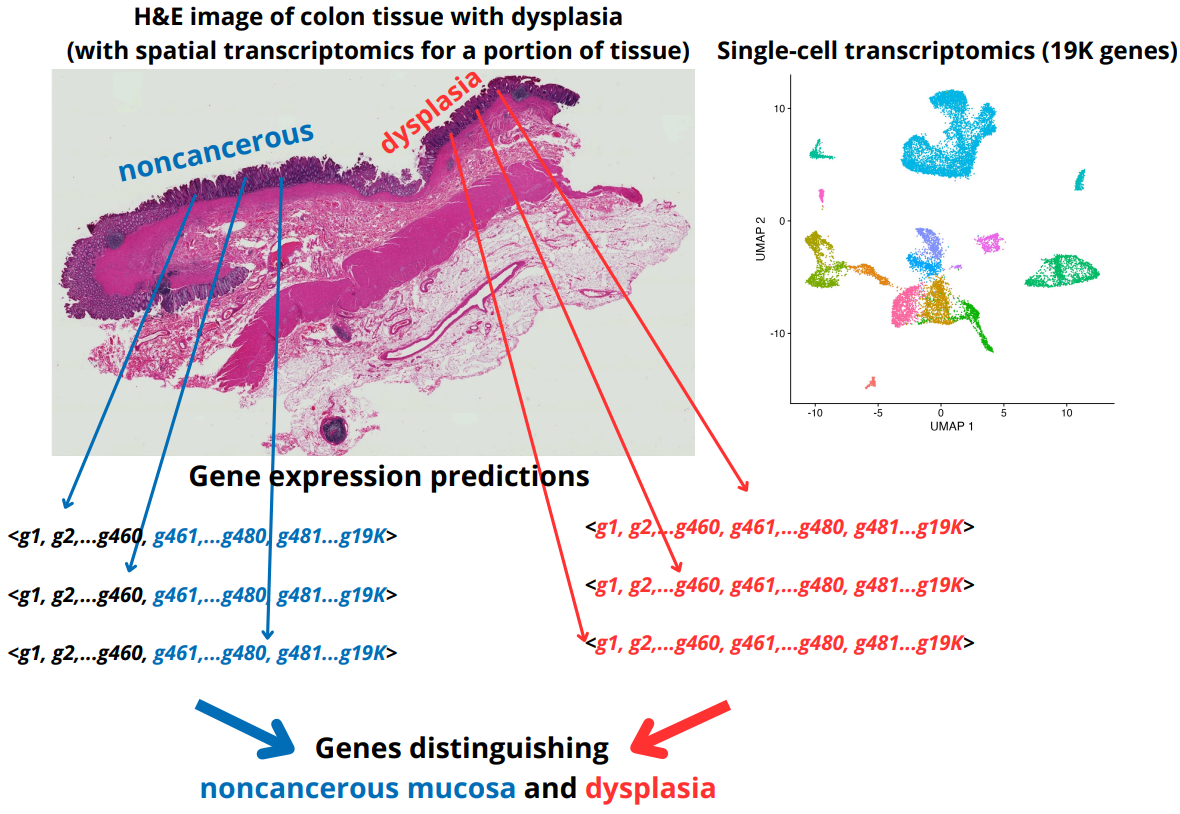 H&E image of colon tissue with dysplasia
(with spatial transcriptomics for a portion of tissue)
Single-cell transcriptomics (19K genes)
noncancerous
dysplasia
10
0
-10
UMAP 2
-10
-5
0
5
10
UMAP 1
Gene expression predictions
<g1, g2,...g460, g461,...g480, g481...g19K>
<g1, g2,...g460, g461,...g480, g481...g19K>
<g1, g2,...g460, g461,...g480, g481...g19K>
<g1, g2,...g460, g461,...g480, g481...g19K>
<g1, g2,...g460, g461,...g480, g481...g19K>
<g1, g2,...g460, g461,...g480, g481...g19K>
Genes distinguishing
noncancerous mucosa and dysplasia